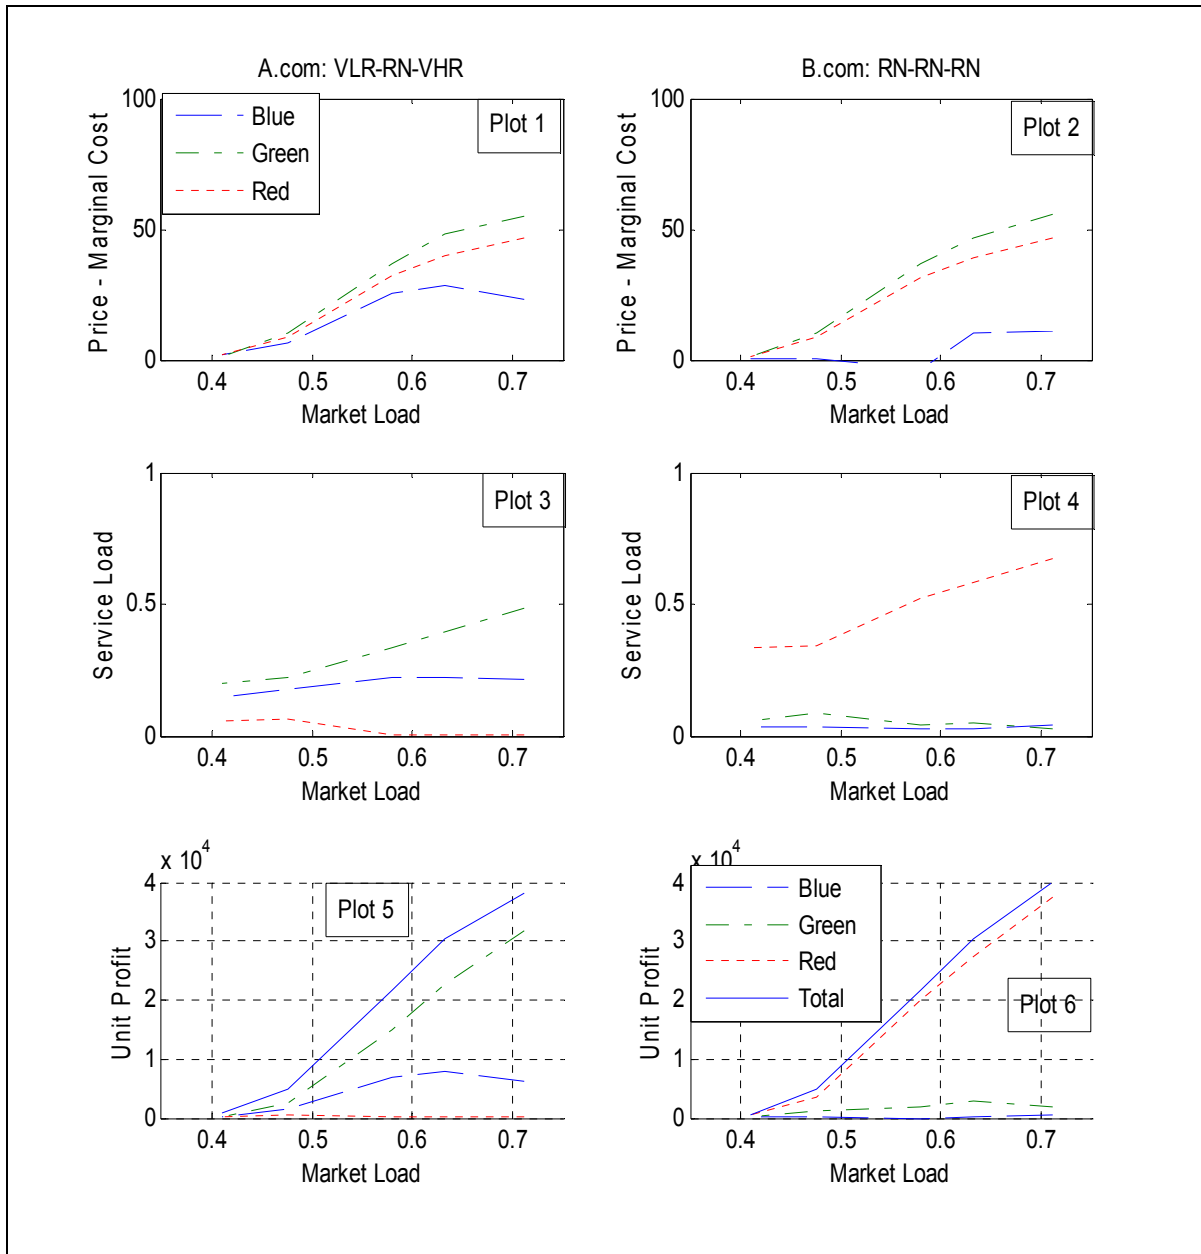 A.com: VLR-RN-VHR
B.com: RN-RN-RN
Price - Marginal Cost
100
50
0
Blue
Green
Red
Plot 1
0.4 0.5 0.6 0.7
Market Load
Price - Marginal Cost
100
50
0
Plot 2
0.4 0.5 0.6 0.7
Market Load
Service Load
1
0.5
0
Plot 3
0.4 0.5 0.6 0.7
Market Load
Service Load
1
0.5
0
Plot 4
0.4 0.5 0.6 0.7
Market Load
x 10^4
Unit Profit
4
3
2
1
0
Plot 5
0.4 0.5 0.6 0.7
Market Load
x 10^4
Unit Profit
4
3
2
1
0
Blue
Green
Red
Total
Plot 6
0.4 0.5 0.6 0.7
Market Load